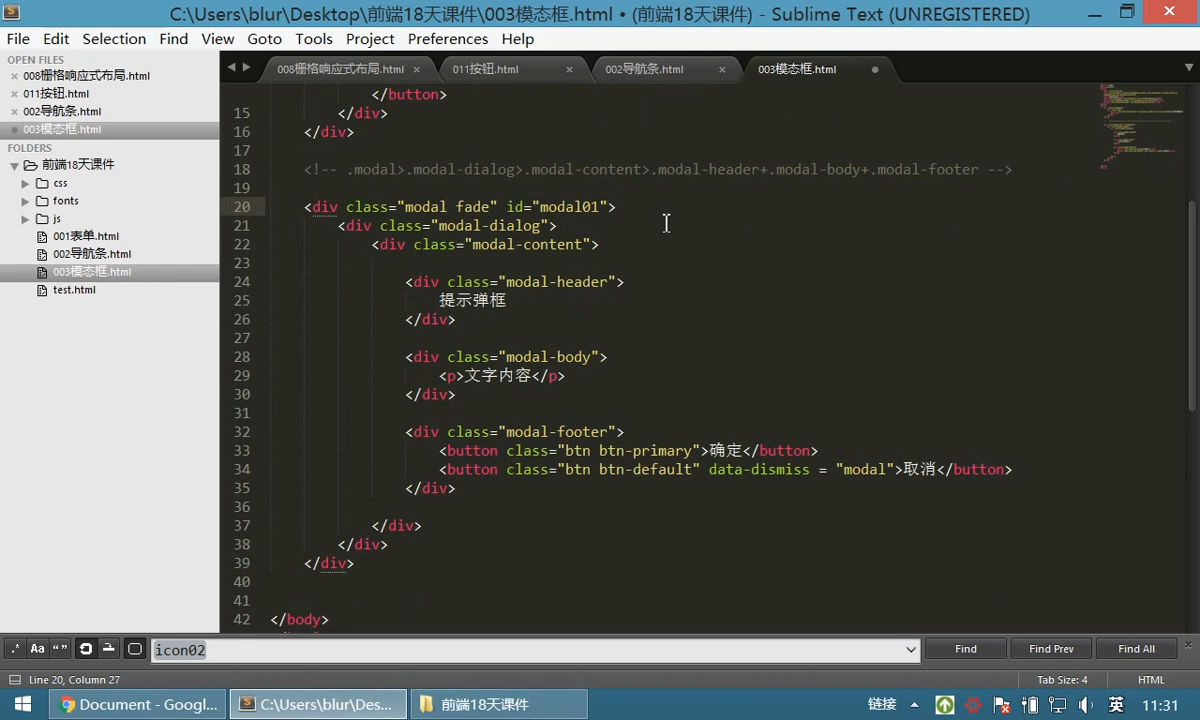 C:\Users\blur\Desktop\前端18天课件\003模态框.html • (前端18天课件) - Sublime Text (UNREGISTERED)
File Edit Selection Find View Goto Tools Project Preferences Help
OPEN FILES
008栅格响应式布局.html
011按钮.html
002导航条.html
003模态框.html
FOLDERS
前端18天课件
css
fonts
js
001表单.html
002导航条.html
003模态框.html
test.html
008栅格响应式布局.html 011按钮.html 002导航条.html 003模态框.html
</button>
15 </div>
16 </div>
17
18 <!-- .modal>.modal-dialog>.modal-content>.modal-header+.modal-body+.modal-footer -->
19
20 <div class="modal fade" id="modal01">
21 <div class="modal-dialog">
22 <div class="modal-content">
23
24 <div class="modal-header">
25 提示弹框
26 </div>
27
28 <div class="modal-body">
29 <p>文字内容</p>
30 </div>
31
32 <div class="modal-footer">
33 <button class="btn btn-primary">确定</button>
34 <button class="btn btn-default" data-dismiss = "modal">取消</button>
35 </div>
36
37 </div>
38 </div>
39 </div>
40
41
42 </body>
.* Aa “” icon02 Find Find Prev Find All
Line 20, Column 27 Tab Size: 4 HTML
Document - Googl... C:\Users\blur\Des... 前端18天课件 链接 英 11:31